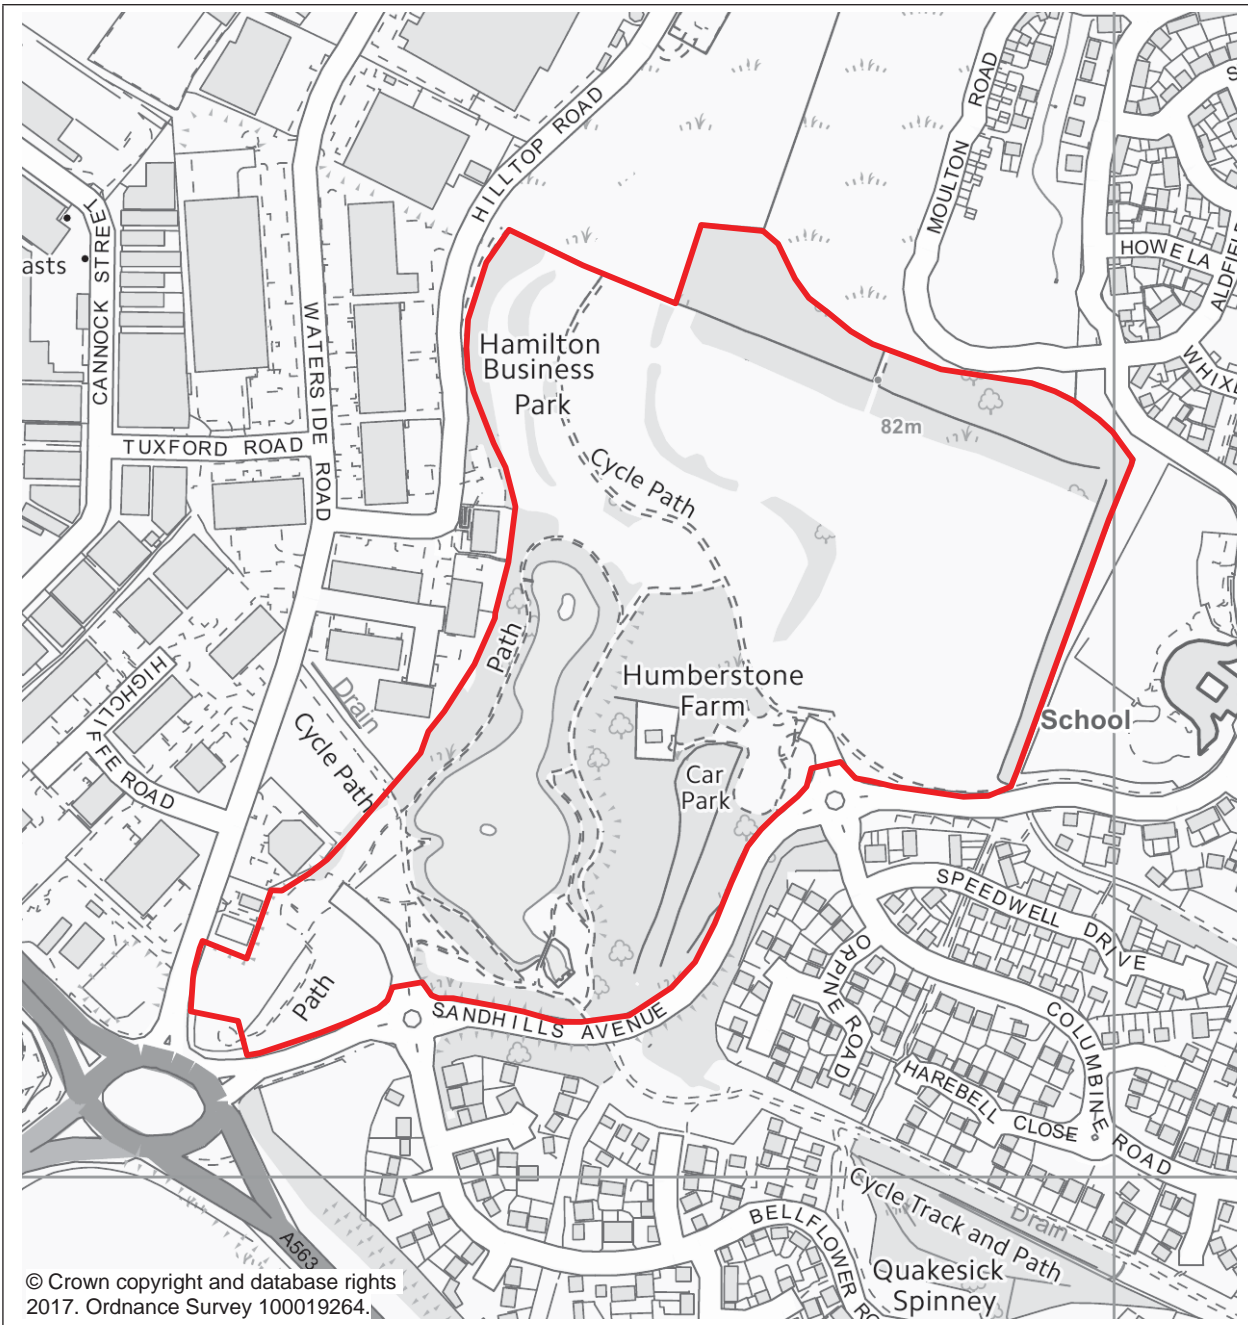 HILLTOP ROAD
MOULTON ROAD
S
HOWELA
ALDFIEL
WHIX
CANNOCK STREET
asts
WATERSIDE ROAD
TUXFORD ROAD
Hamilton
Business
Park
82m
Cycle Path
Path
Drain
Cycle Path
HIGHCLIFFE ROAD
Humberstone
Farm
School
Car
Park
Path
SANDHILLS AVENUE
SPEEDWELL DRIVE
ORPINE ROAD
COLUMBINE ROAD
HAREBELL CLOSE
BELLFLOWER RO
Cycle Track and Path
Drain
Quakesick
Spinney
A563
© Crown copyright and database rights
2017. Ordnance Survey 100019264.